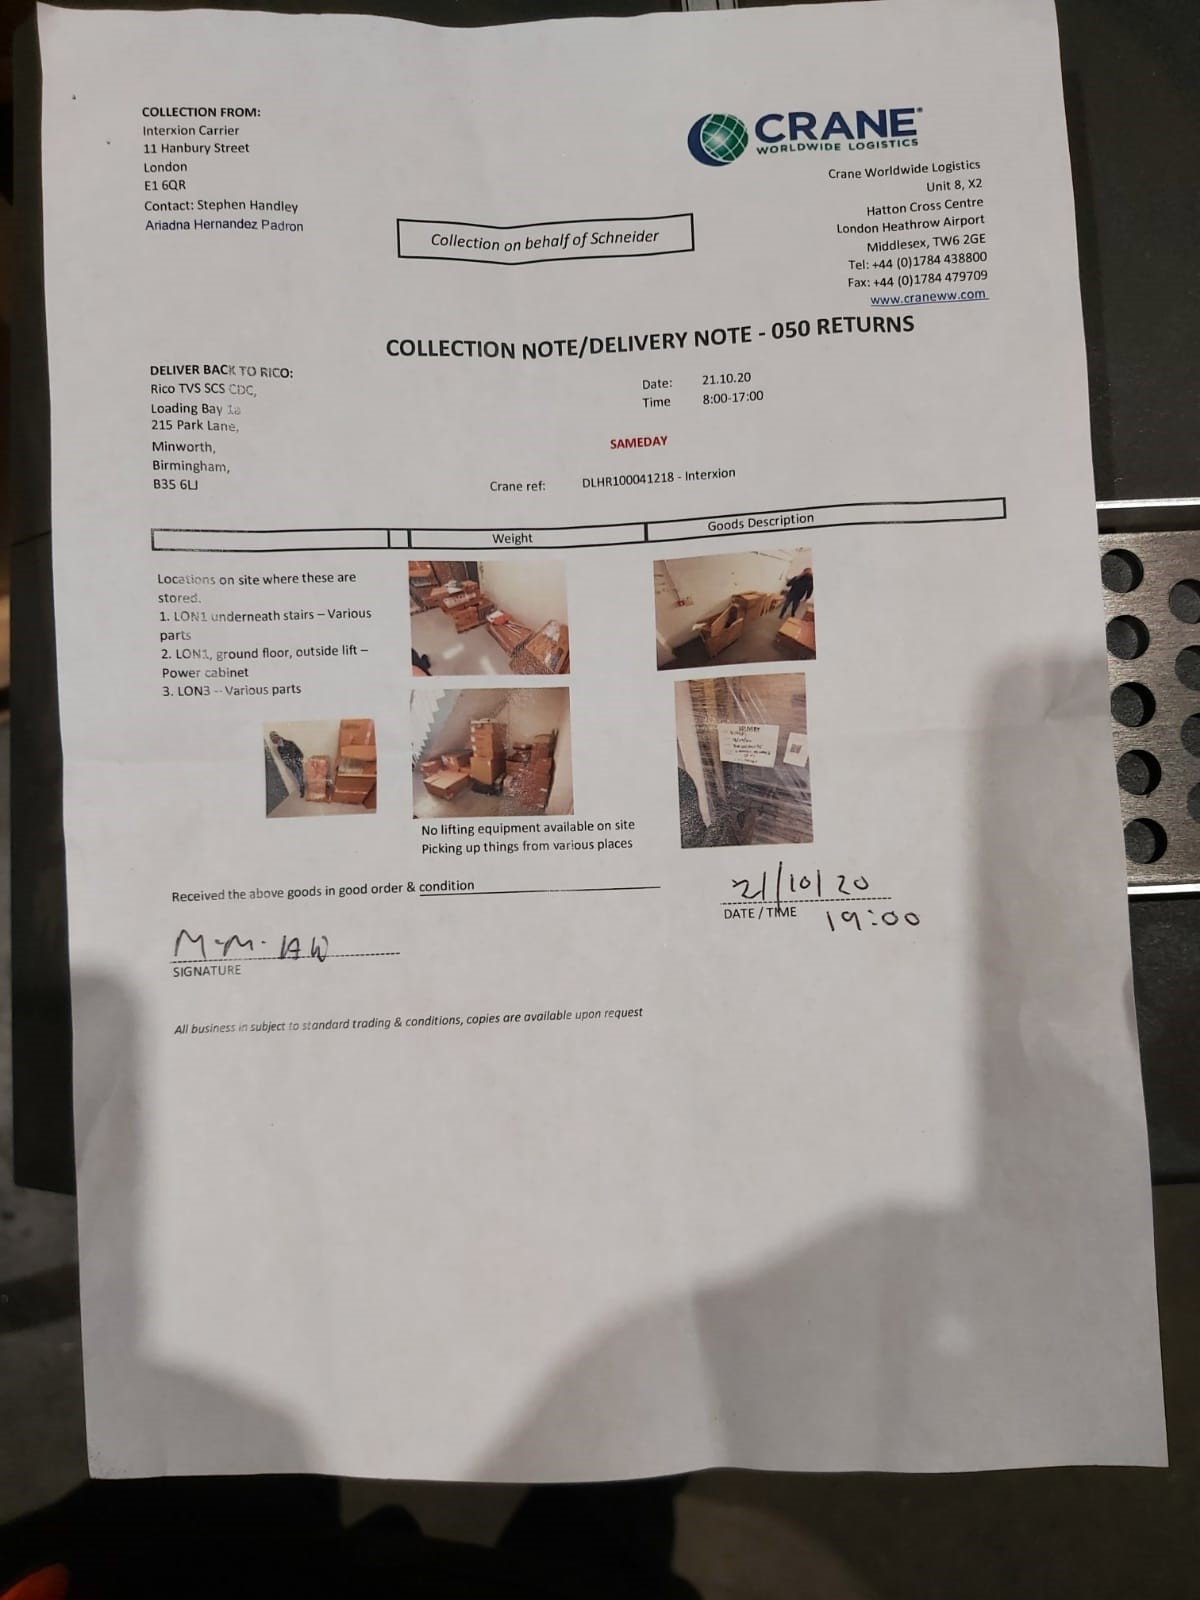 COLLECTION FROM:
Interxion Carrier
11 Hanbury Street
London
E1 6QR
Contact: Stephen Handley
Ariadna Hernandez Padron
CRANE
WORLDWIDE LOGISTICS
Crane Worldwide Logistics
Unit 8, X2
Hatton Cross Centre
London Heathrow Airport
Middlesex, TW6 2GE
Tel: +44 (0)1784 438800
Fax: +44 (0)1784 479709
www.craneww.com
Collection on behalf of Schneider
COLLECTION NOTE/DELIVERY NOTE - 050 RETURNS
DELIVER BACK TO RICO:
Rico TVS SCS CDC,
Loading Bay 1a
215 Park Lane,
Minworth,
Birmingham,
B35 6LJ
Date: 21.10.20
Time 8:00-17:00
SAMEDAY
Crane ref: DLHR100041218 - Interxion
Weight
Goods Description
Locations on site where these are
stored.
1. LON1 underneath stairs – Various
parts
2. LON1, ground floor, outside lift –
Power cabinet
3. LON3 -- Various parts
DELIVERY
No lifting equipment available on site
Picking up things from various places
Received the above goods in good order & condition
21/10/20
DATE / TIME 19:00
SIGNATURE
All business in subject to standard trading & conditions, copies are available upon request